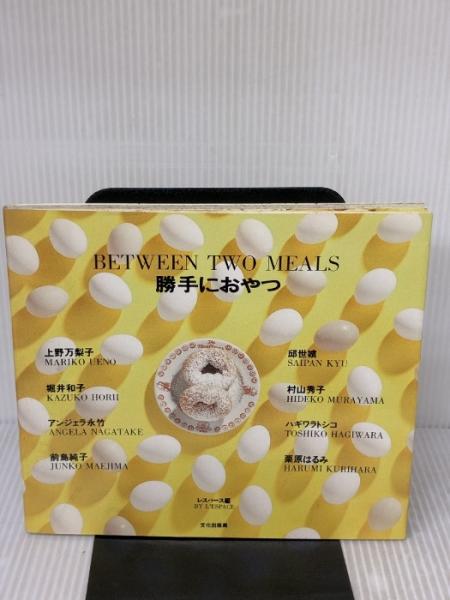 BETWEEN TWO MEALS
勝手におやつ
上野万梨子
MARIKO UENO
堀井和子
KAZUKO HORII
アンジェラ永竹
ANGELA NAGATAKE
前島純子
JUNKO MAEJIMA
邱世嬪
SAIPAN KYU
村山秀子
HIDEKO MURAYAMA
ハギワラトシコ
TOSHIKO HAGIWARA
栗原はるみ
HARUMI KURIHARA
レスパース編
BY L'ESPACE
文化出版局